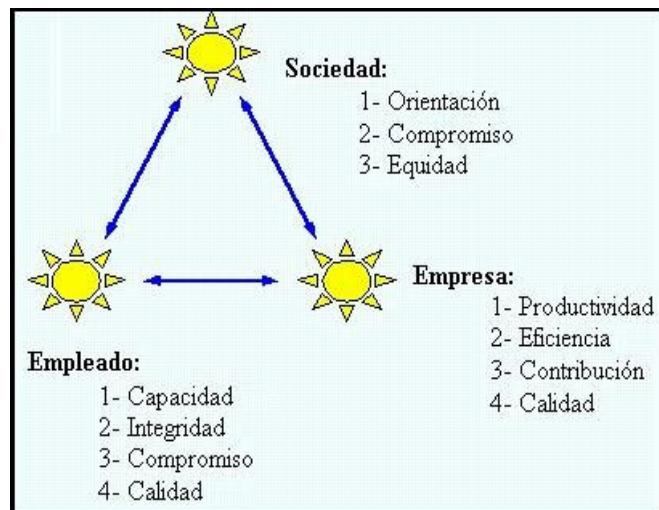 Sociedad:
1- Orientación
2- Compromiso
3- Equidad
Empresa:
1- Productividad
2- Eficiencia
3- Contribución
4- Calidad
Empleado:
1- Capacidad
2- Integridad
3- Compromiso
4- Calidad